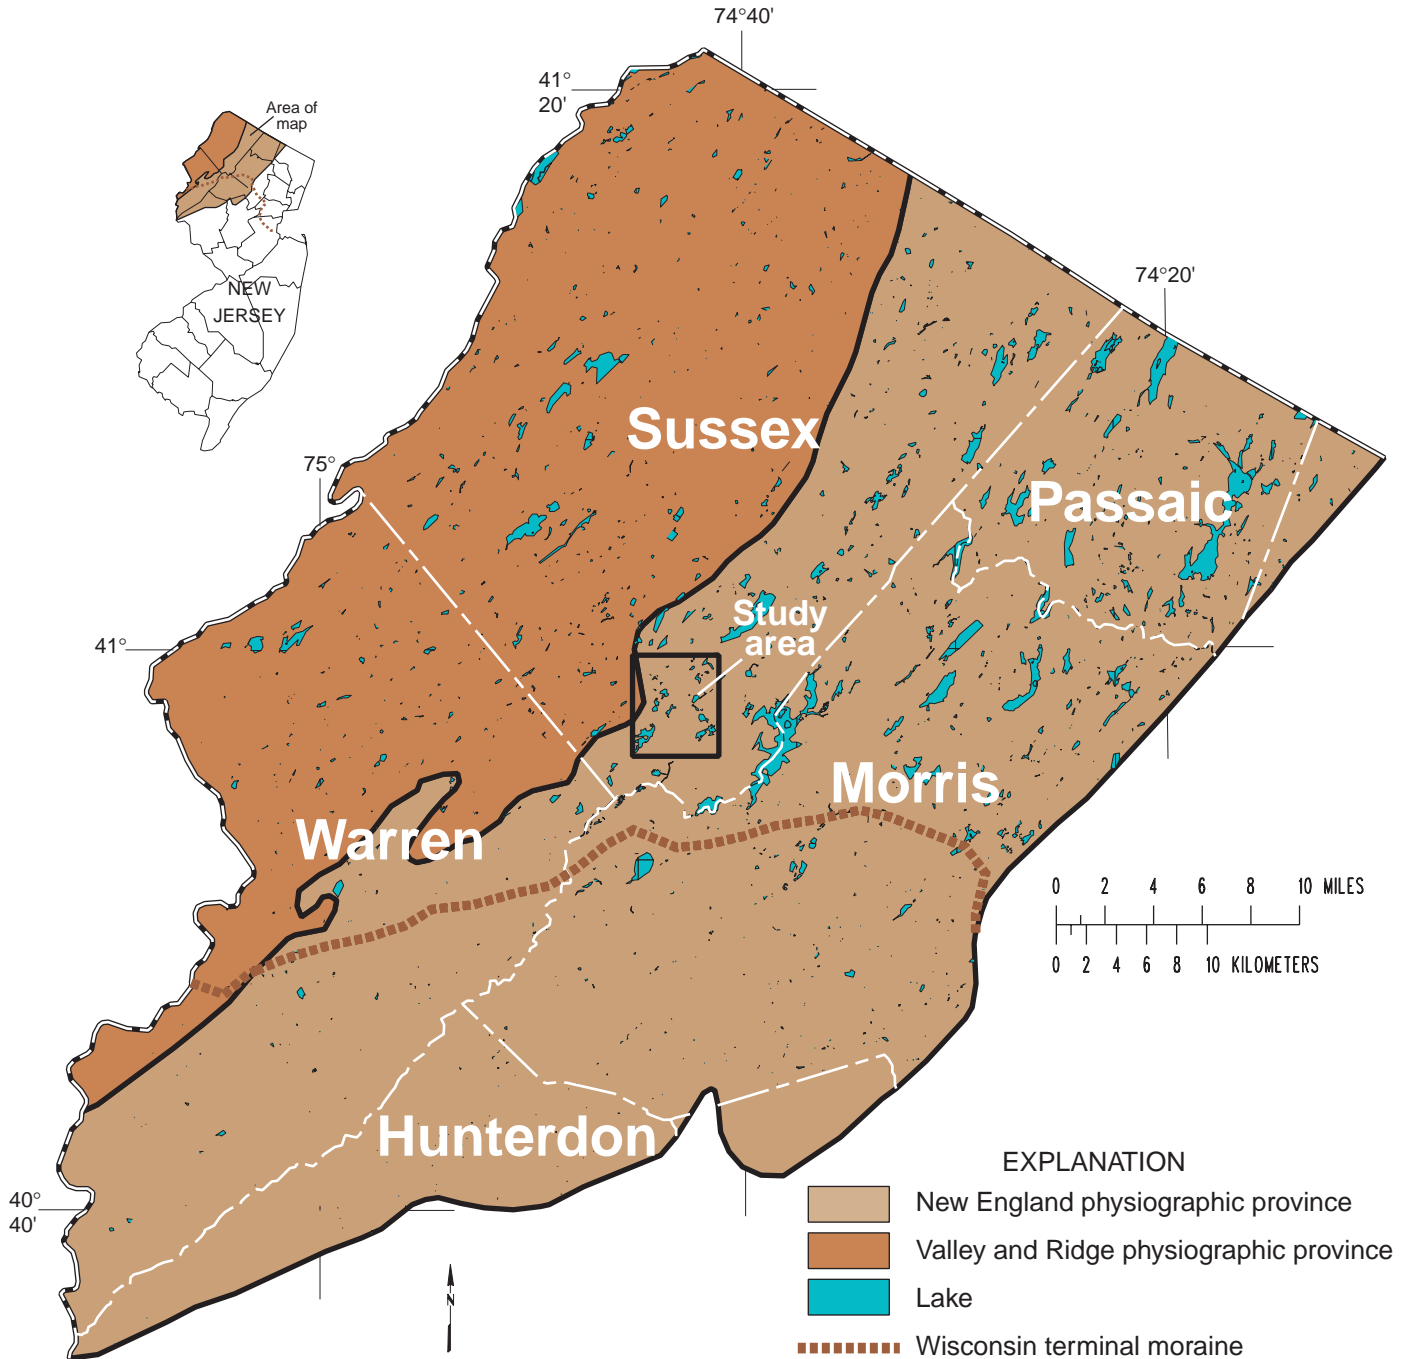 74°40'
41°
20'
Area of
map
NEW
JERSEY
74°20'
Sussex
75°
Passaic
Study
area
41°
Morris
Warren
0 2 4 6 8 10 MILES
0 2 4 6 8 10 KILOMETERS
Hunterdon
EXPLANATION
40°
40'
New England physiographic province
Valley and Ridge physiographic province
N
Lake
Wisconsin terminal moraine